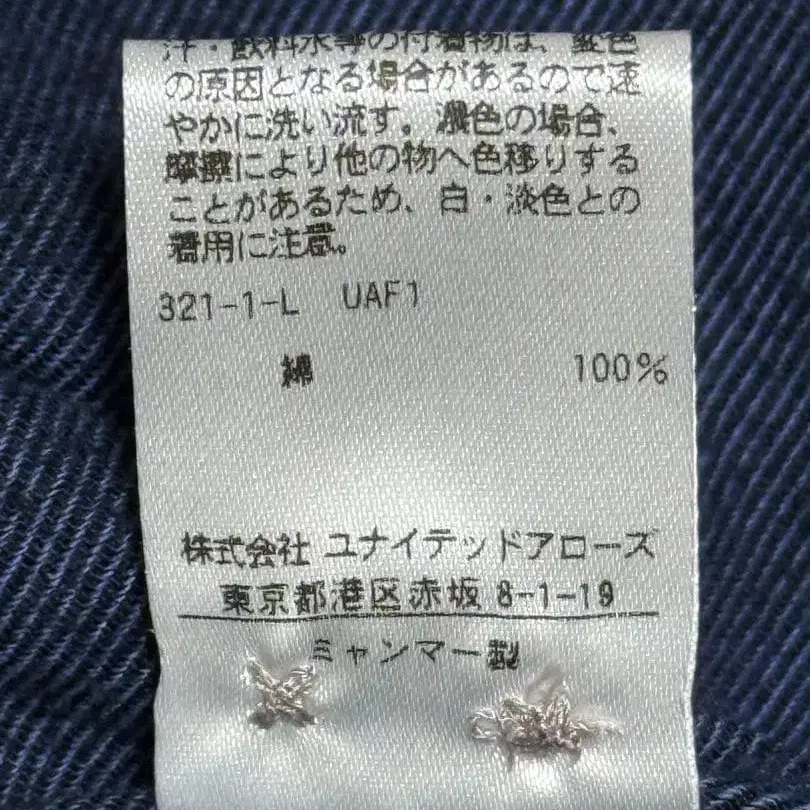 汗・飲料水等の付着物は、変色
の原因となる場合があるので速
やかに洗い流す。濃色の場合、
摩擦により他の物へ色移りする
ことがあるため、白・淡色との
着用に注意。
321-1-L UAF1
綿 100%
株式会社 ユナイテッドアローズ
東京都港区赤坂 8-1-19
ミャンマー製